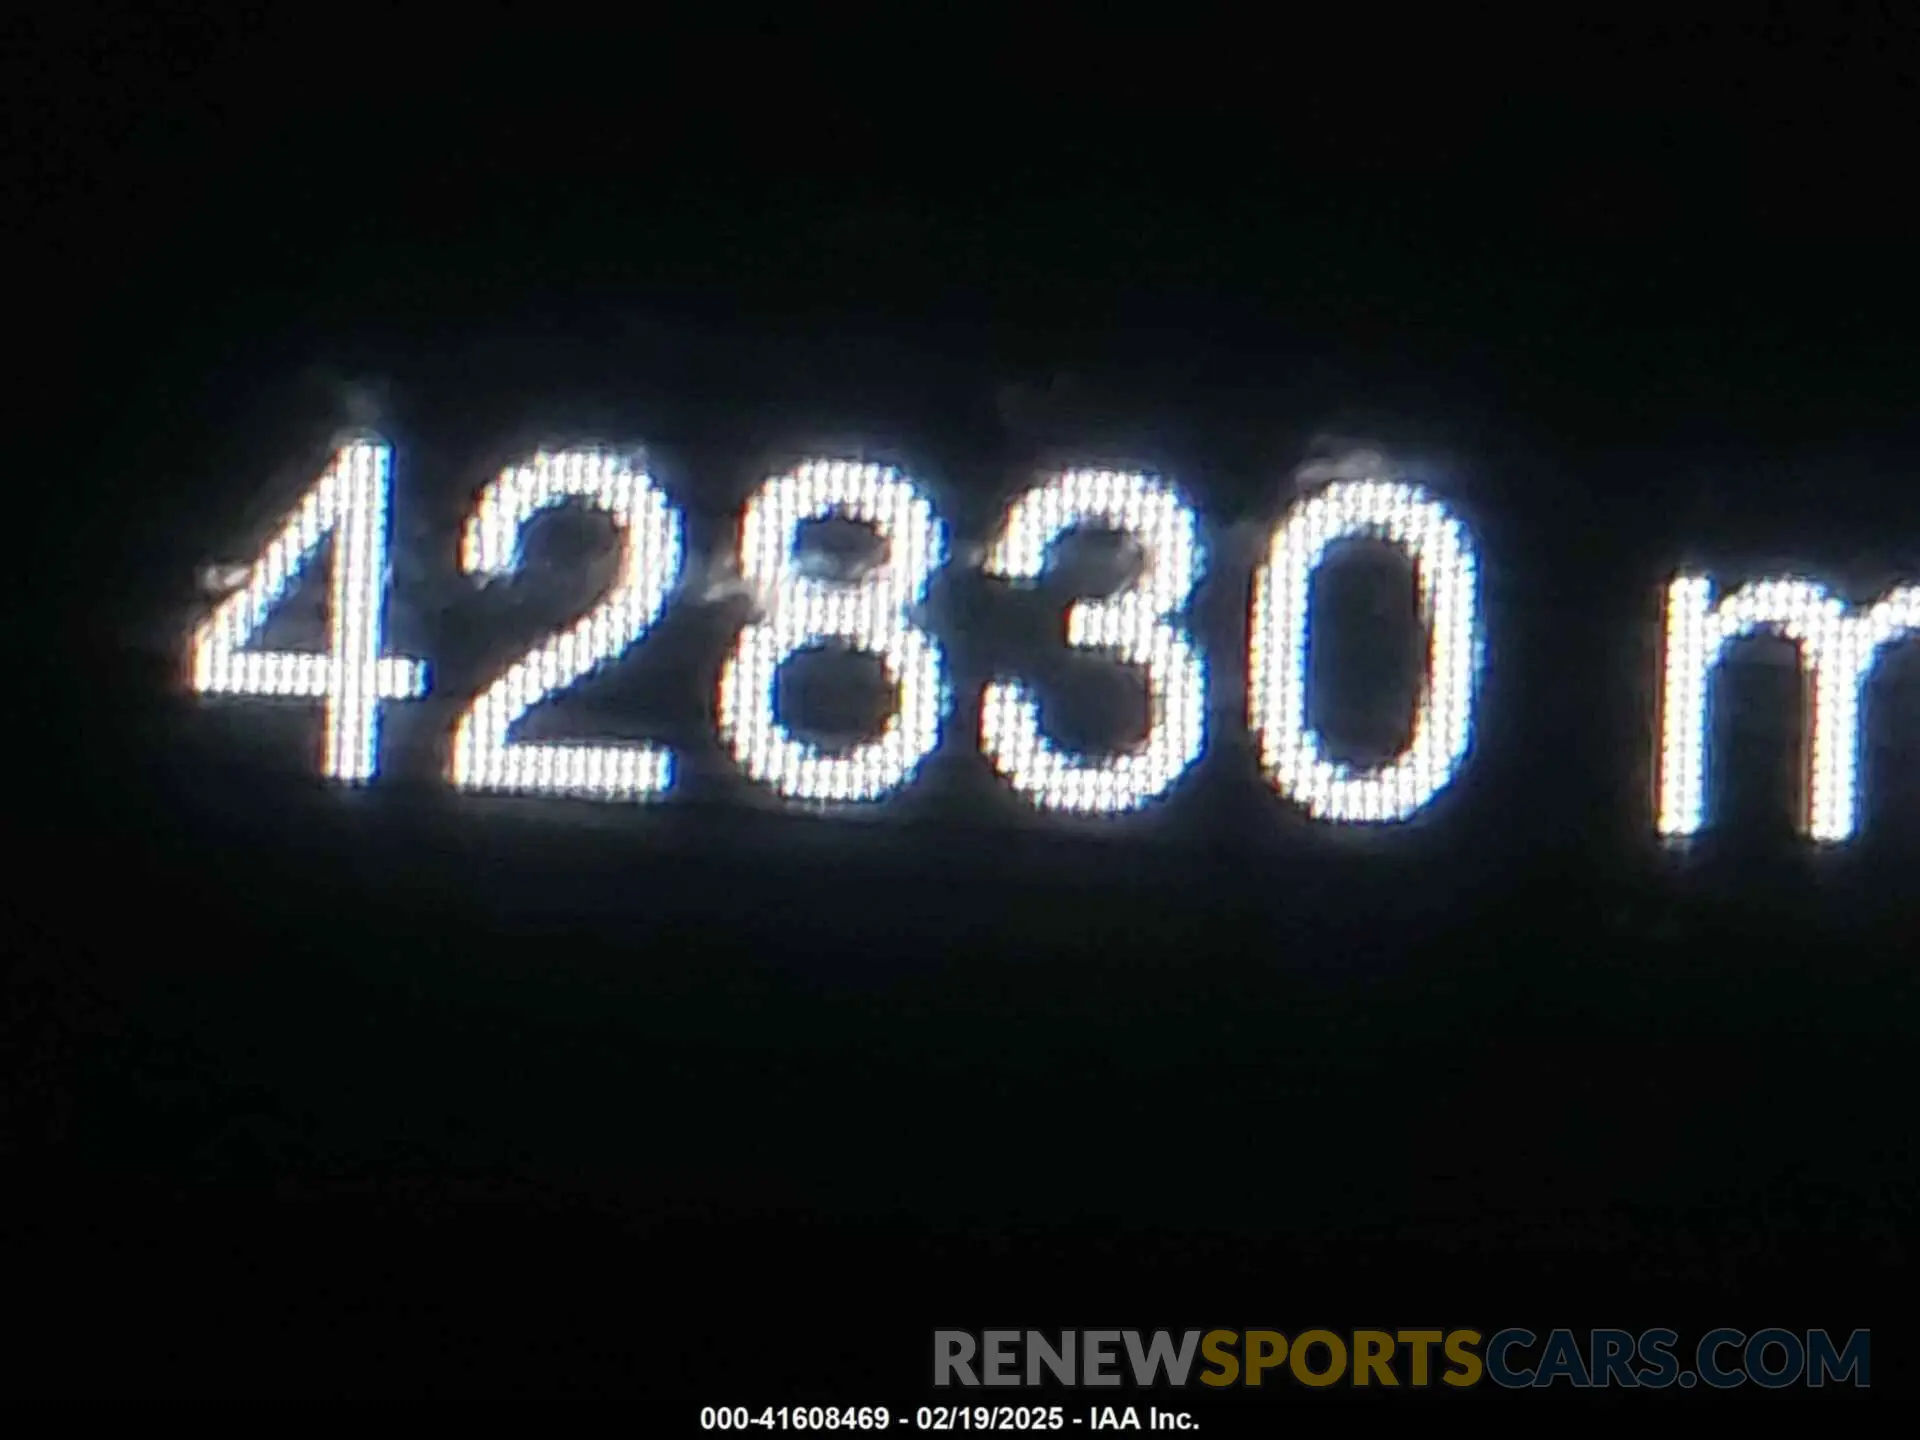 42830 m
RENEWSPORTSCARS.COM
000-41608469 - 02/19/2025 - IAA Inc.